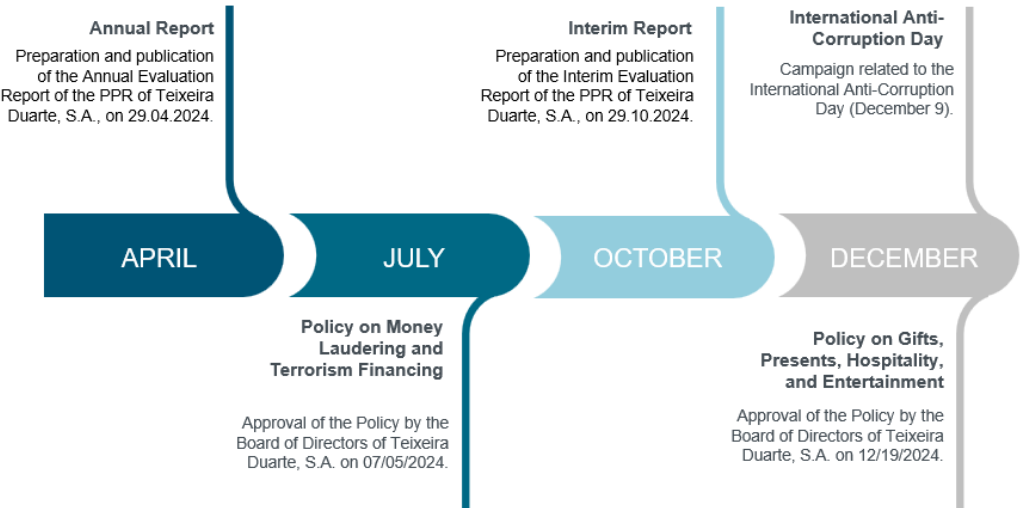 Annual Report
Preparation and publication
of the Annual Evaluation
Report of the PPR of Teixeira
Duarte, S.A., on 29.04.2024.
Interim Report
Preparation and publication
of the Interim Evaluation
Report of the PPR of Teixeira
Duarte, S.A., on 29.10.2024.
International Anti-
Corruption Day
Campaign related to the
International Anti-Corruption
Day (December 9).
APRIL
JULY
OCTOBER
DECEMBER
Policy on Money
Laudering and
Terrorism Financing
Approval of the Policy by the
Board of Directors of Teixeira
Duarte, S.A. on 07/05/2024.
Policy on Gifts,
Presents, Hospitality,
and Entertainment
Approval of the Policy by the
Board of Directors of Teixeira
Duarte, S.A. on 12/19/2024.